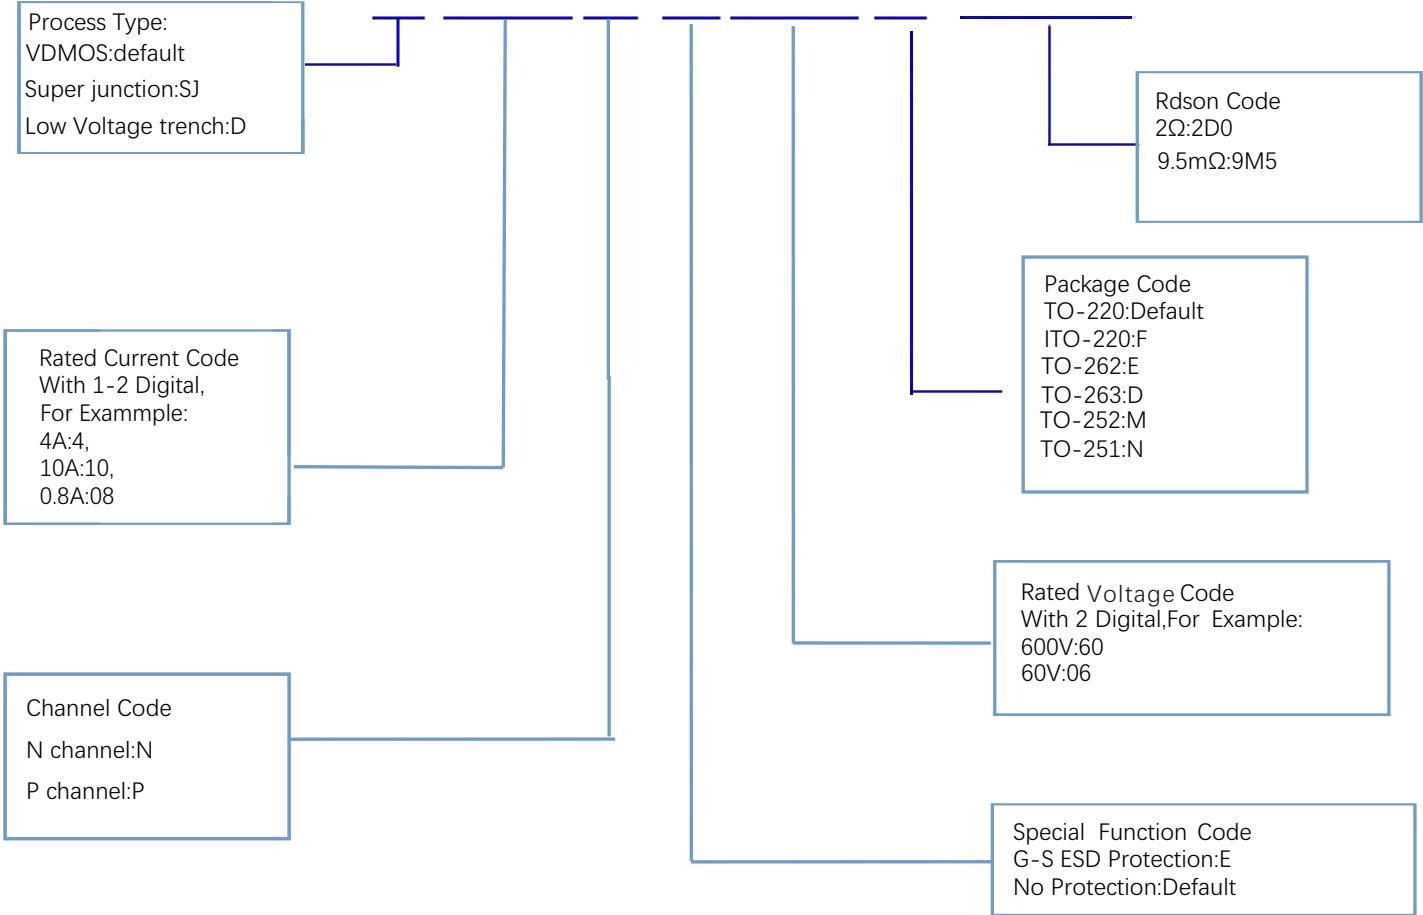 Process Type:
VDMOS:default
Super junction:SJ
Low Voltage trench:D
Rdson Code
2Ω:2D0
9.5mΩ:9M5
Package Code
TO-220:Default
ITO-220:F
TO-262:E
TO-263:D
TO-252:M
TO-251:N
Rated Current Code
With 1-2 Digital,
For Exammple:
4A:4,
10A:10,
0.8A:08
Rated Voltage Code
With 2 Digital,For Example:
600V:60
60V:06
Channel Code
N channel:N
P channel:P
Special Function Code
G-S ESD Protection:E
No Protection:Default